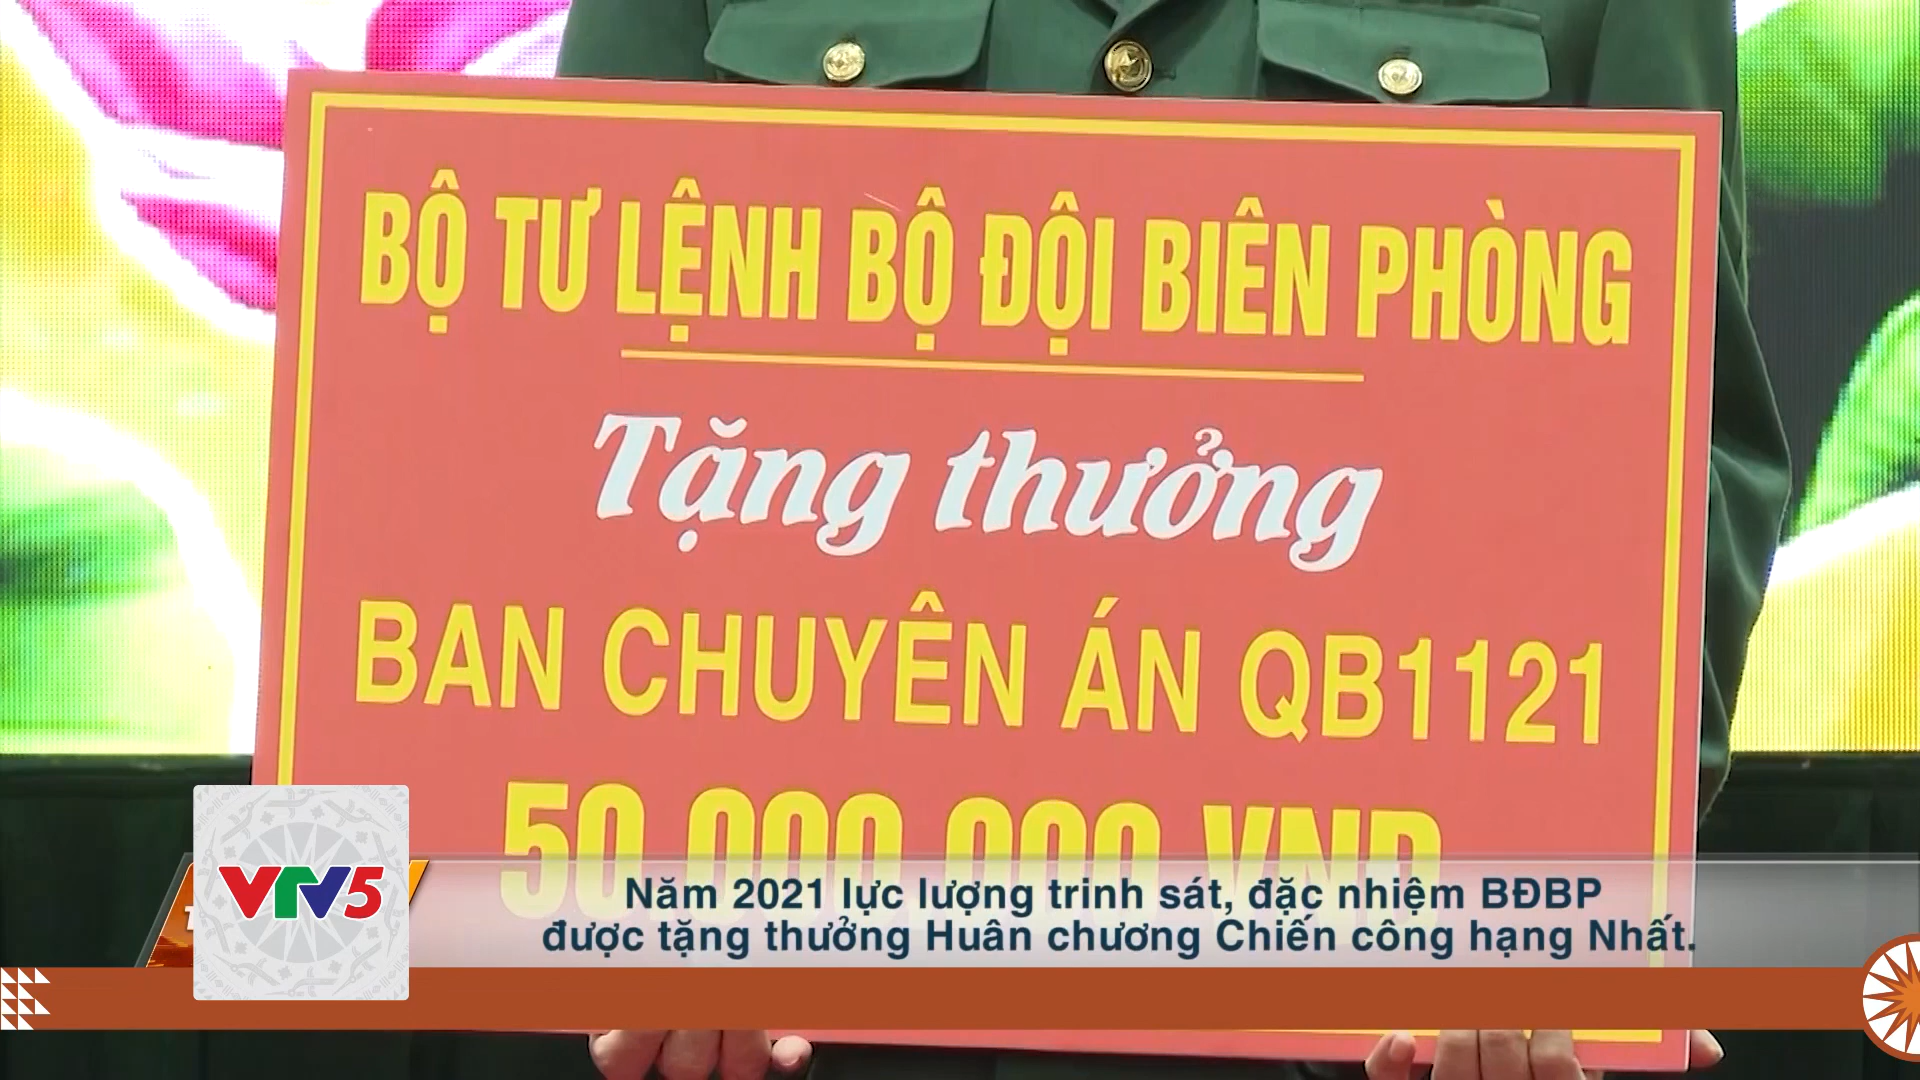 BỘ TƯ LỆNH BỘ ĐỘI BIÊN PHÒNG
Tặng thưởng
BAN CHUYÊN ÁN QB1121
50.000.000 VNĐ
VTV5
Năm 2021 lực lượng trinh sát, đặc nhiệm BĐBP
được tặng thưởng Huân chương Chiến công hạng Nhất.